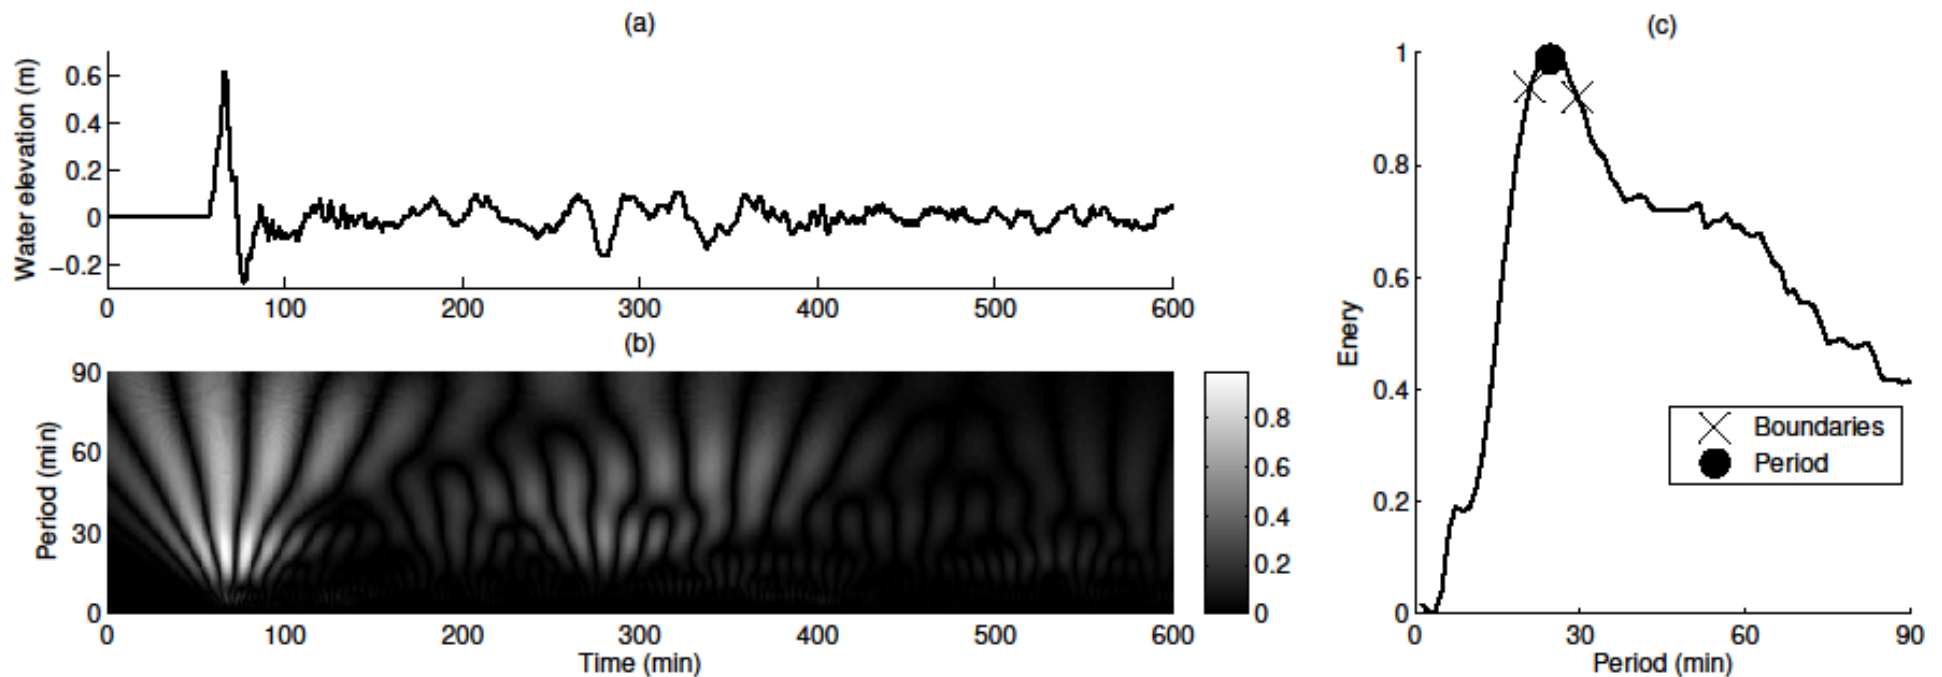 (a)
Water elevation (m)
0.6
0.4
0.2
0
−0.2
0 100 200 300 400 500 600
(b)
Period (min)
90
60
30
0
0 100 200 300 400 500 600
Time (min)
0.8
0.6
0.4
0.2
0
(c)
Enery
1
0.8
0.6
0.4
0.2
0
Boundaries
Period
0 30 60 90
Period (min)